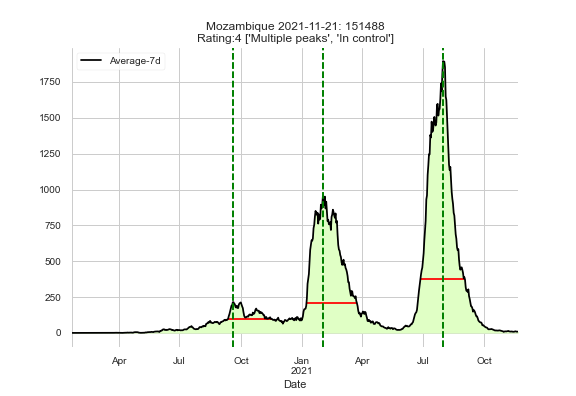 Mozambique 2021-11-21: 151488
Rating:4 ['Multiple peaks', 'In control']
Average-7d
1750
1500
1250
1000
750
500
250
0
Apr Jul Oct Jan Apr Jul Oct
2021
Date